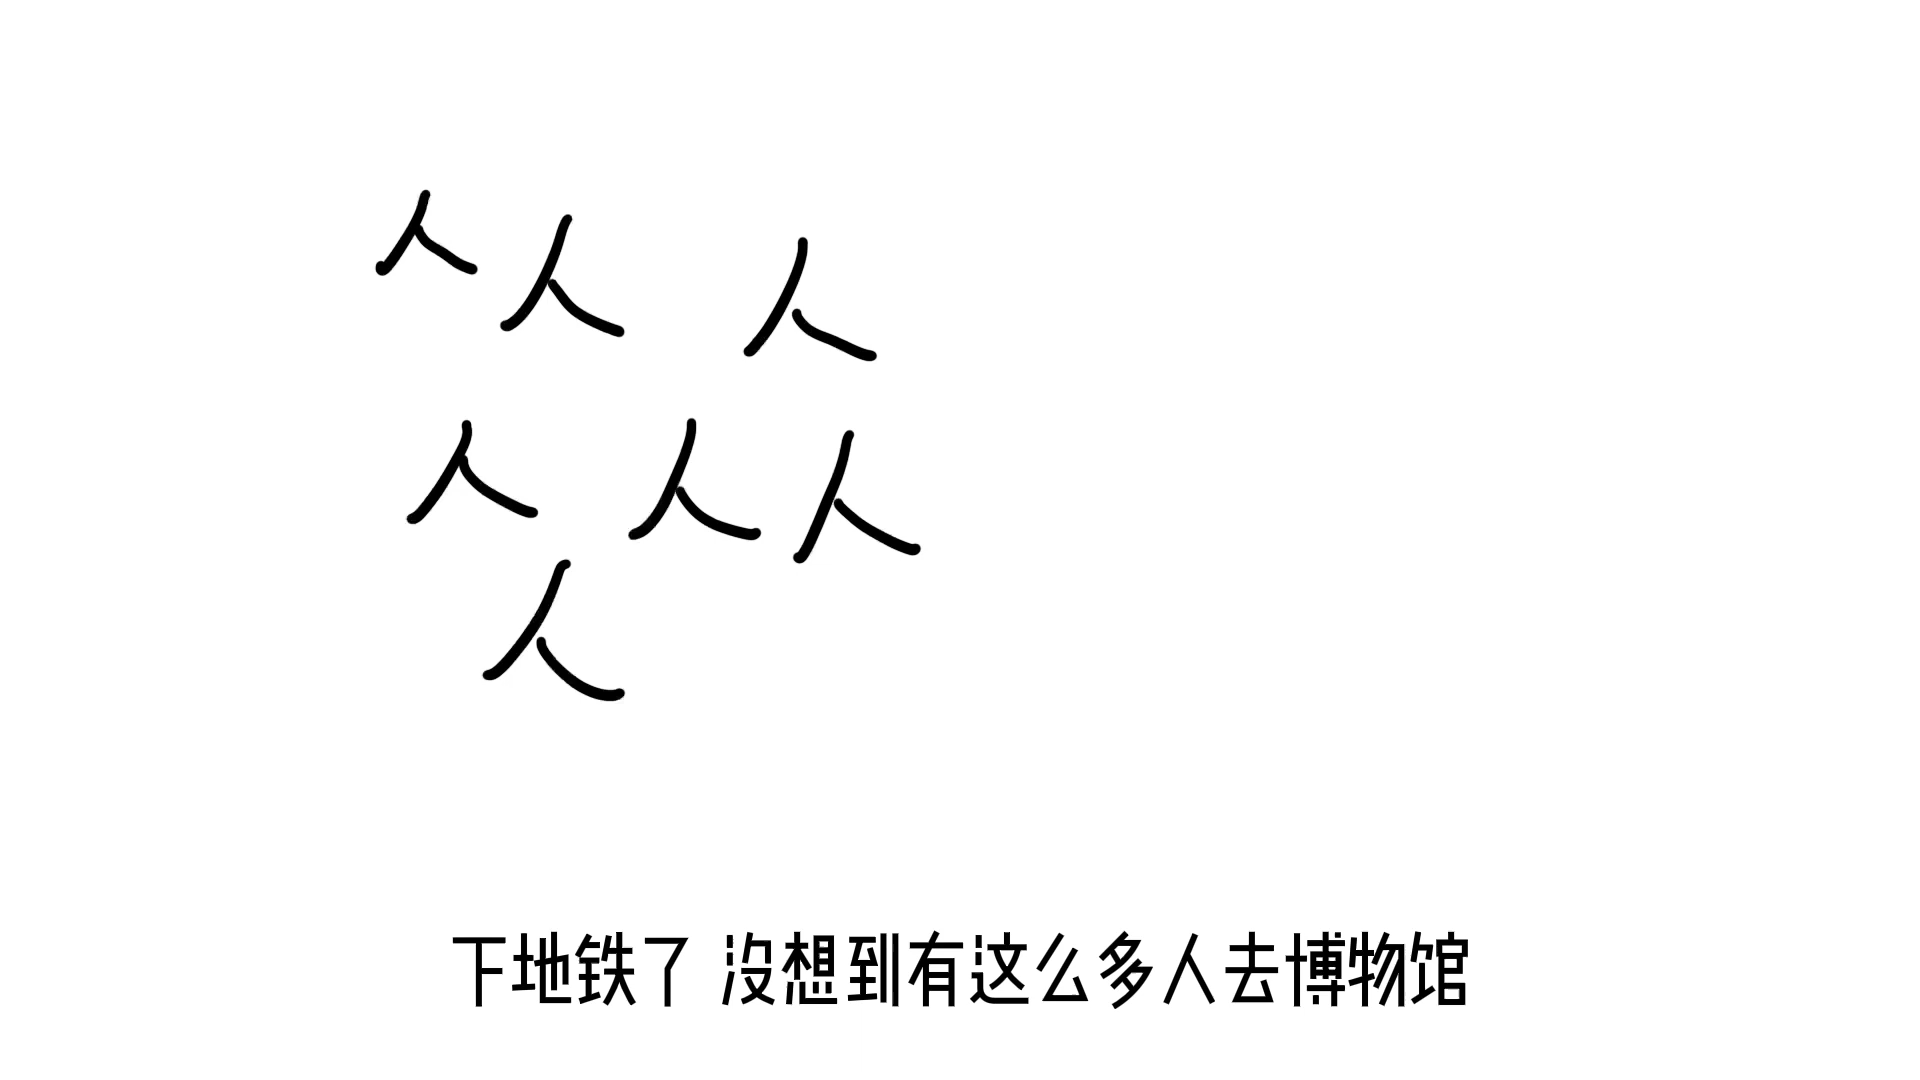 人 人 人
人 人 人
人
下地铁了 没想到有这么多人去博物馆